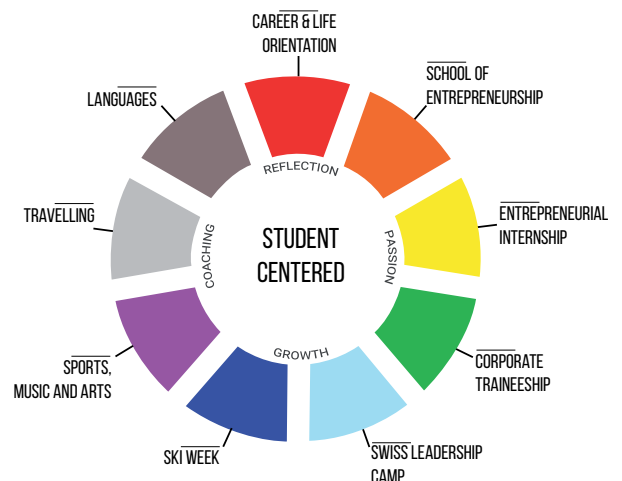 CAREER & LIFE
ORIENTATION
SCHOOL OF
ENTREPRENEURSHIP
LANGUAGES
REFLECTION
TRAVELLING
ENTREPRENEURIAL
INTERNSHIP
COACHING
STUDENT
CENTERED
PASSION
GROWTH
SPORTS,
MUSIC AND ARTS
CORPORATE
TRAINEESHIP
SKI WEEK
SWISS LEADERSHIP
CAMP